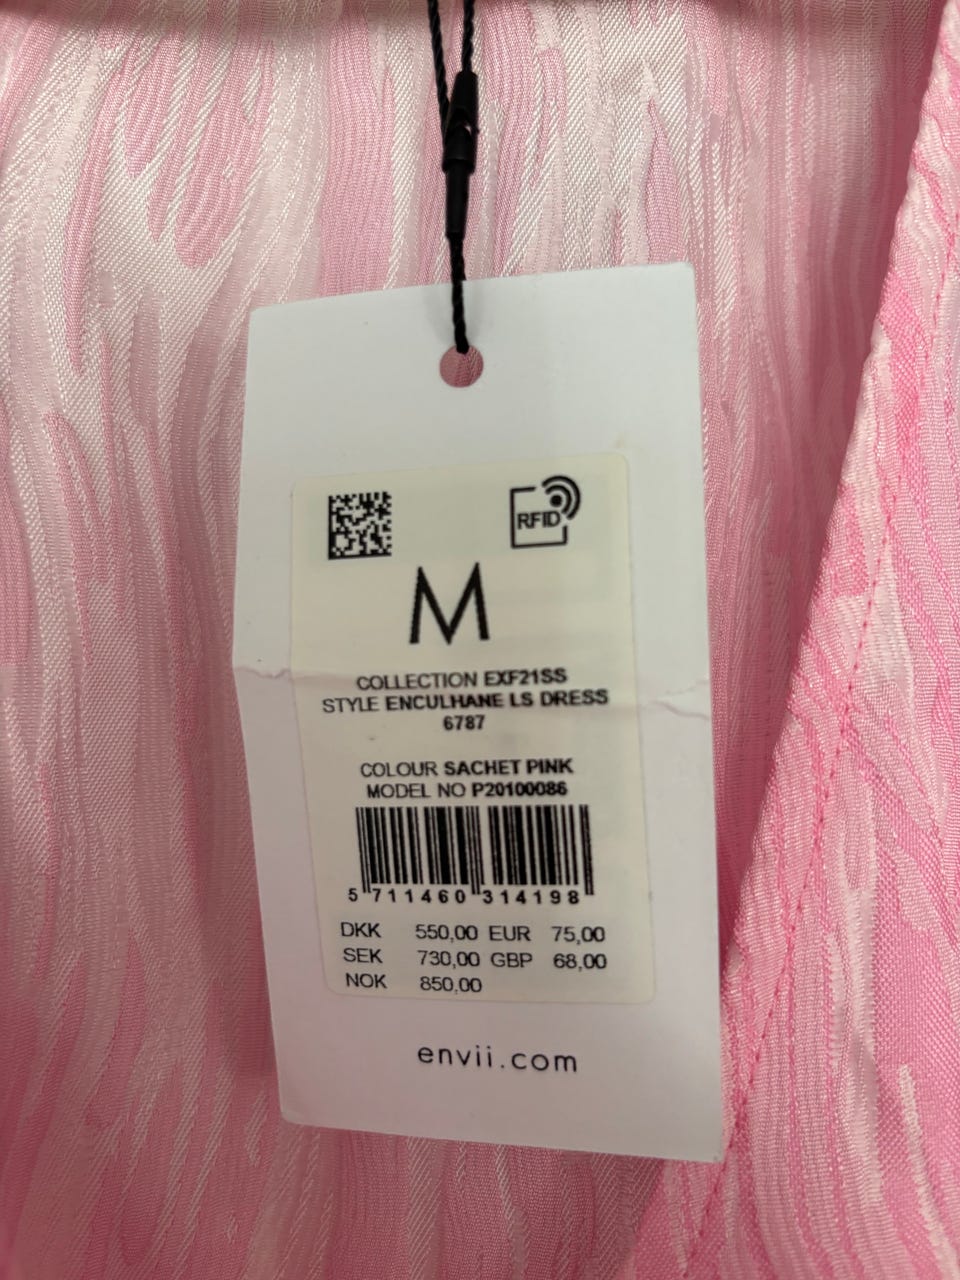 RFID
M
COLLECTION EXF21SS
STYLE ENCULHANE LS DRESS
6787
COLOUR SACHET PINK
MODEL NO P20100086
5 711460 314198
DKK 550,00 EUR 75,00
SEK 730,00 GBP 68,00
NOK 850,00
envii.com